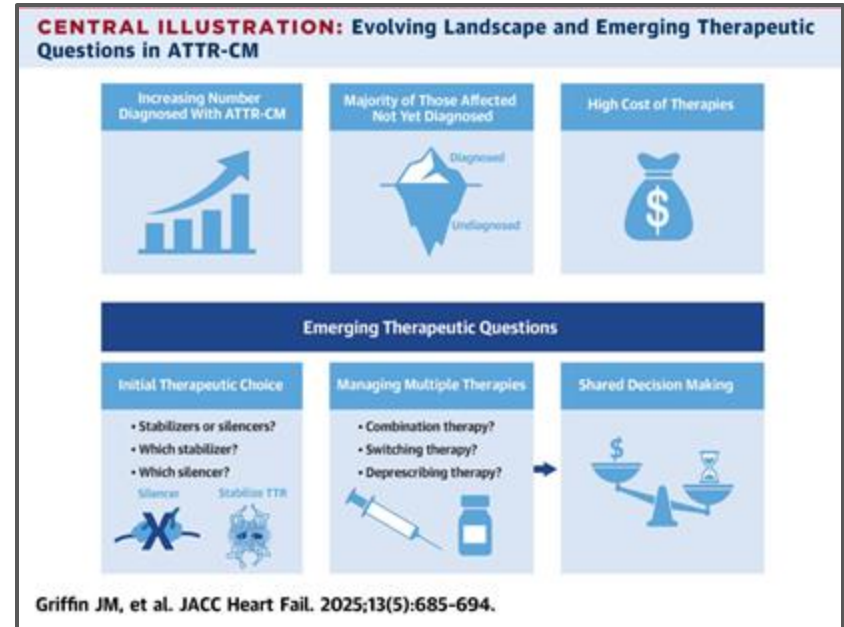 CENTRAL ILLUSTRATION: Evolving Landscape and Emerging Therapeutic
Questions in ATTR-CM
Increasing Number
Diagnosed With ATTR-CM
Majority of Those Affected
Not Yet Diagnosed
High Cost of Therapies
Diagnosed
Undiagnosed
$
Emerging Therapeutic Questions
Initial Therapeutic Choice
• Stabilizers or silencers?
• Which stabilizer?
• Which silencer?
Silencer
Stabilize TTR
X
Managing Multiple Therapies
• Combination therapy?
• Switching therapy?
• Deprescribing therapy?
Shared Decision Making
$
Griffin JM, et al. JACC Heart Fail. 2025;13(5):685-694.